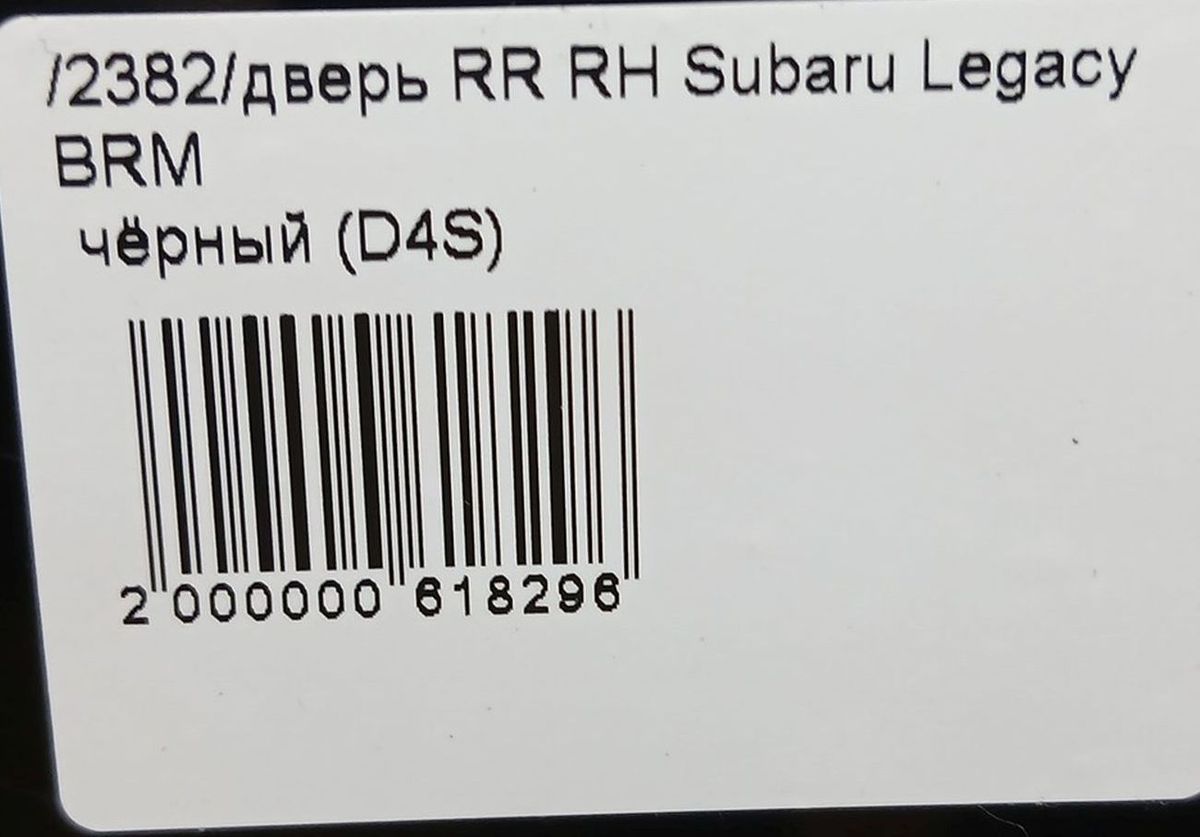 /2382/дверь RR RH Subaru Legacy
BRM
чёрный (D4S)
2 000000 618296